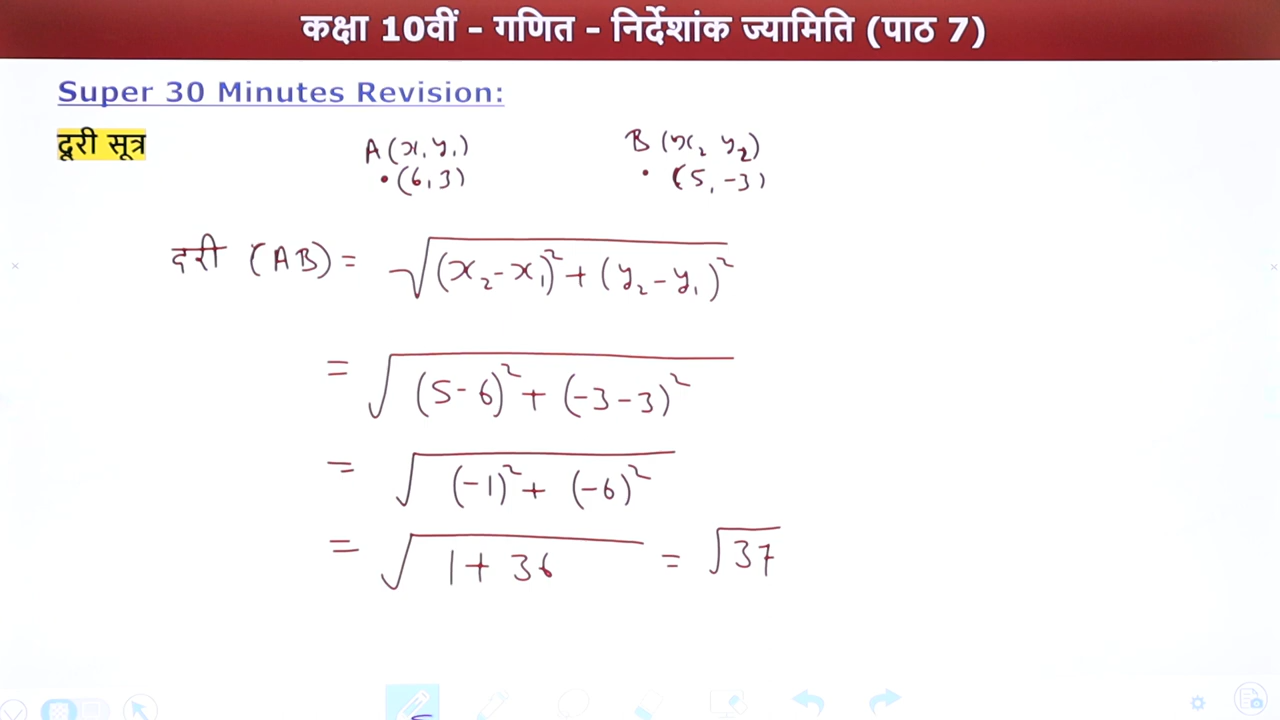 कक्षा 10वीं - गणित - निर्देशांक ज्यामिति (पाठ 7)
Super 30 Minutes Revision:
दूरी सूत्र
A (x₁ y₁) B (x₂ y₂)
• (6, 3) • (5, -3)
दूरी (AB) = √((x₂ - x₁)² + (y₂ - y₁)²)
= √((5 - 6)² + (-3 - 3)²)
= √((-1)² + (-6)²)
= √(1 + 36) = √37